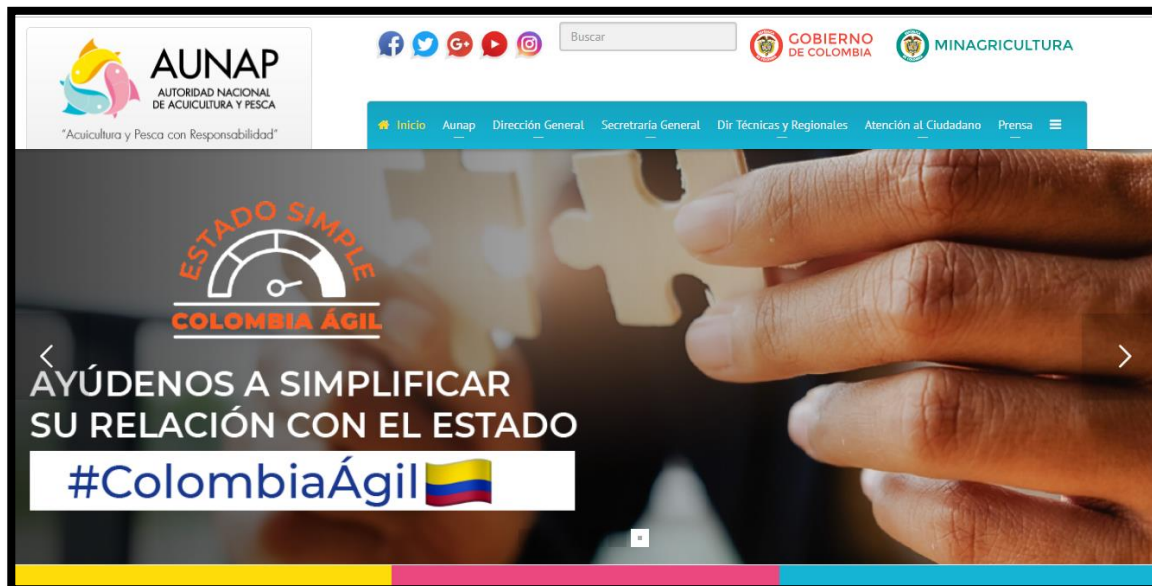 AUNAP
AUTORIDAD NACIONAL
DE ACUICULTURA Y PESCA
"Acuicultura y Pesca con Responsabilidad"
Buscar
GOBIERNO
DE COLOMBIA
MINAGRICULTURA
Inicio Aunap Dirección General Secretraría General Dir Técnicas y Regionales Atención al Ciudadano Prensa
ESTADO SIMPLE
COLOMBIA ÁGIL
AYÚDENOS A SIMPLIFICAR
SU RELACIÓN CON EL ESTADO
#ColombiaÁgil